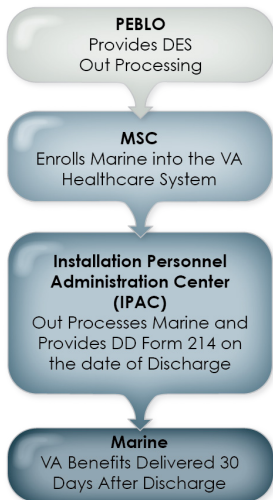 PEBLO
Provides DES
Out Processing
MSC
Enrolls Marine into the VA
Healthcare System
Installation Personnel
Administration Center
(IPAC)
Out Processes Marine and
Provides DD Form 214 on
the date of Discharge
Marine
VA Benefits Delivered 30
Days After Discharge